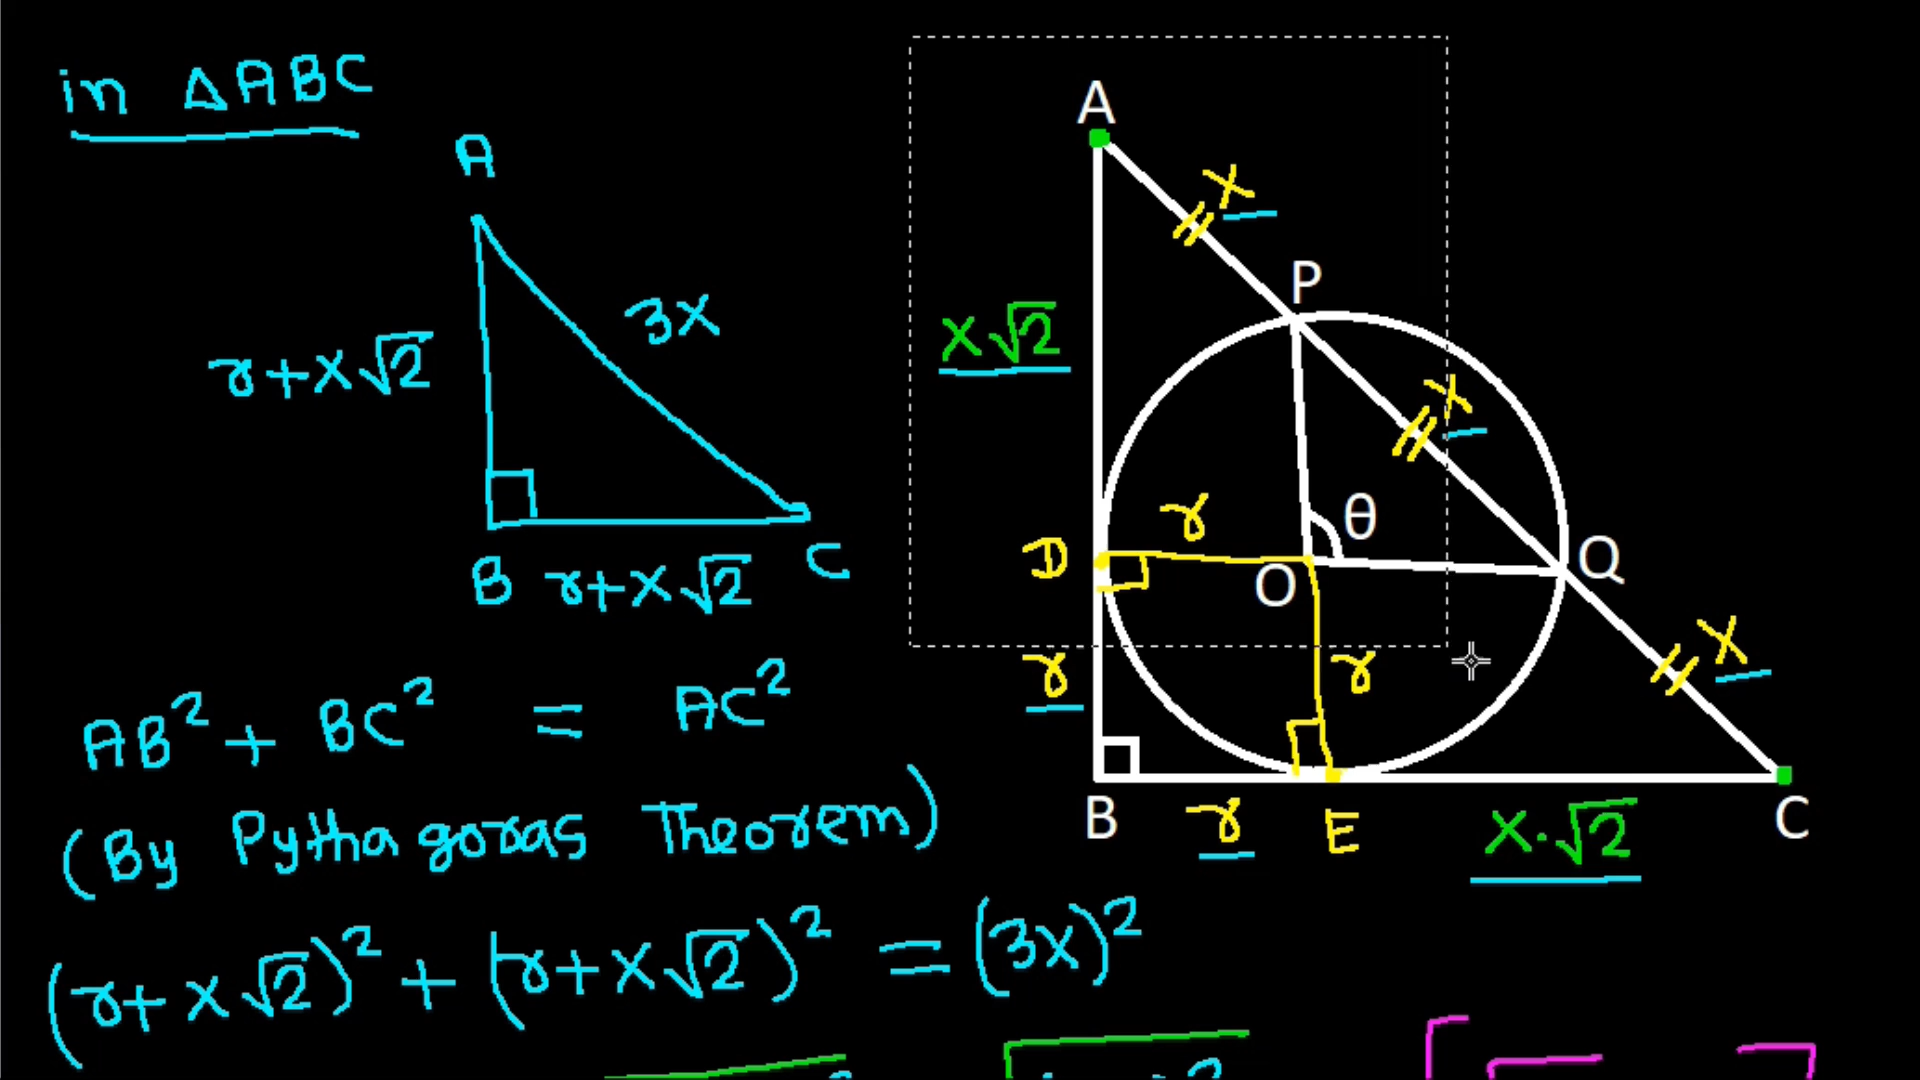 in ΔABC
A
r+x√2
3x
B r+x√2 C
AB² + BC² = AC²
(By Pythagoras Theorem)
(r+x√2)² + (r+x√2)² = (3x)²
A
x
P
x√2
x
r
θ
D
O
Q
r
r
x
B
r
E
x·√2
C